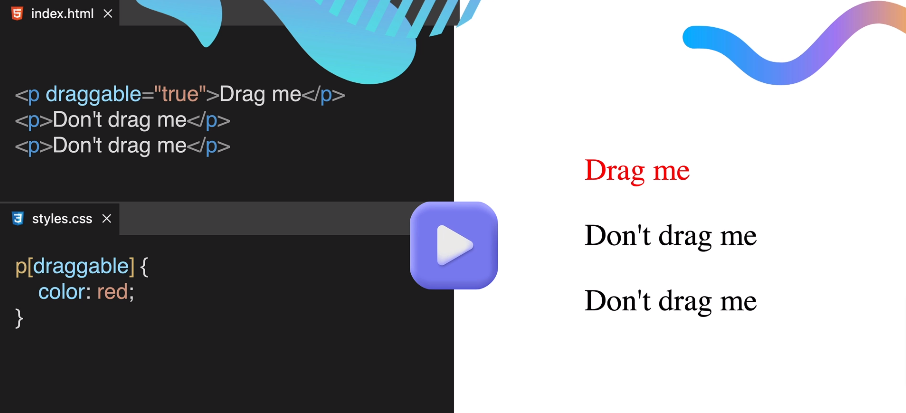 index.html
<p draggable="true">Drag me</p>
<p>Don't drag me</p>
<p>Don't drag me</p>
styles.css
p[draggable] {
color: red;
}
Drag me
Don't drag me
Don't drag me